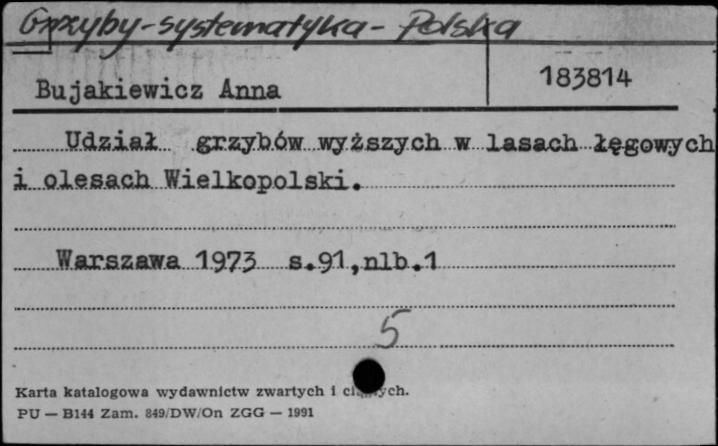 Grzyby-systematyka- Polska
Bujakiewicz Anna
183814
Udział grzybów wyższych w lasach łęgowych
i olesach Wielkopolski.
Warszawa 1973 s.91,nlb.1
5
Karta katalogowa wydawnictw zwartych i
PU — B144 Zam. 849/DW/On ZGG — 1991